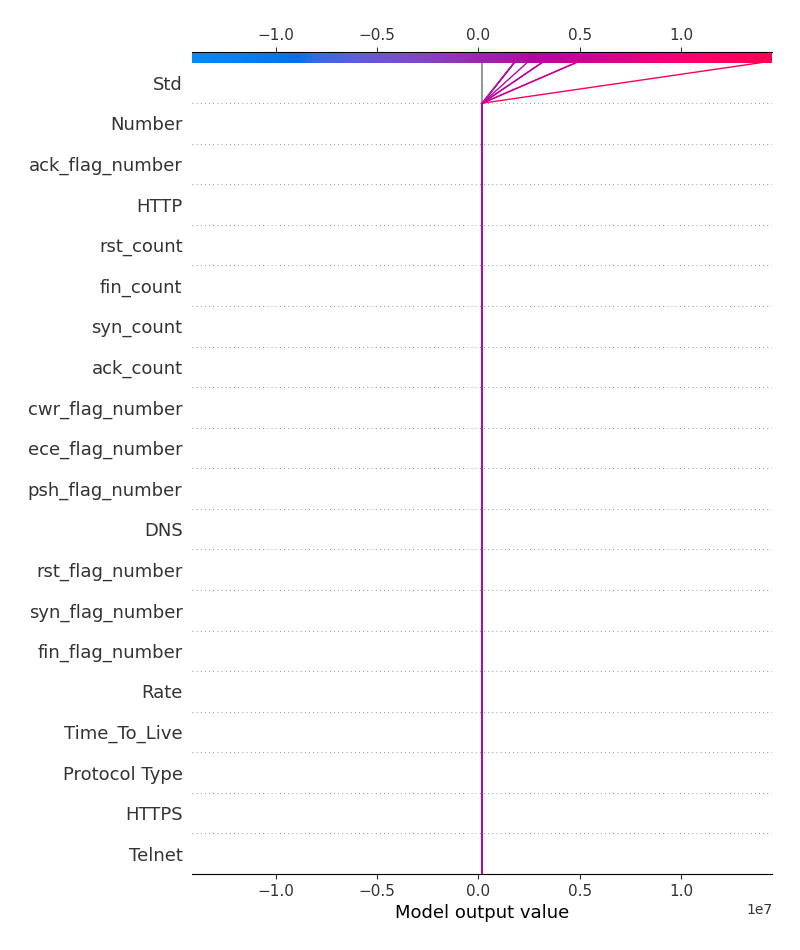 −1.0 −0.5 0.0 0.5 1.0
Std
Number
ack_flag_number
HTTP
rst_count
fin_count
syn_count
ack_count
cwr_flag_number
ece_flag_number
psh_flag_number
DNS
rst_flag_number
syn_flag_number
fin_flag_number
Rate
Time_To_Live
Protocol Type
HTTPS
Telnet
−1.0 −0.5 0.0 0.5 1.0
1e7
Model output value